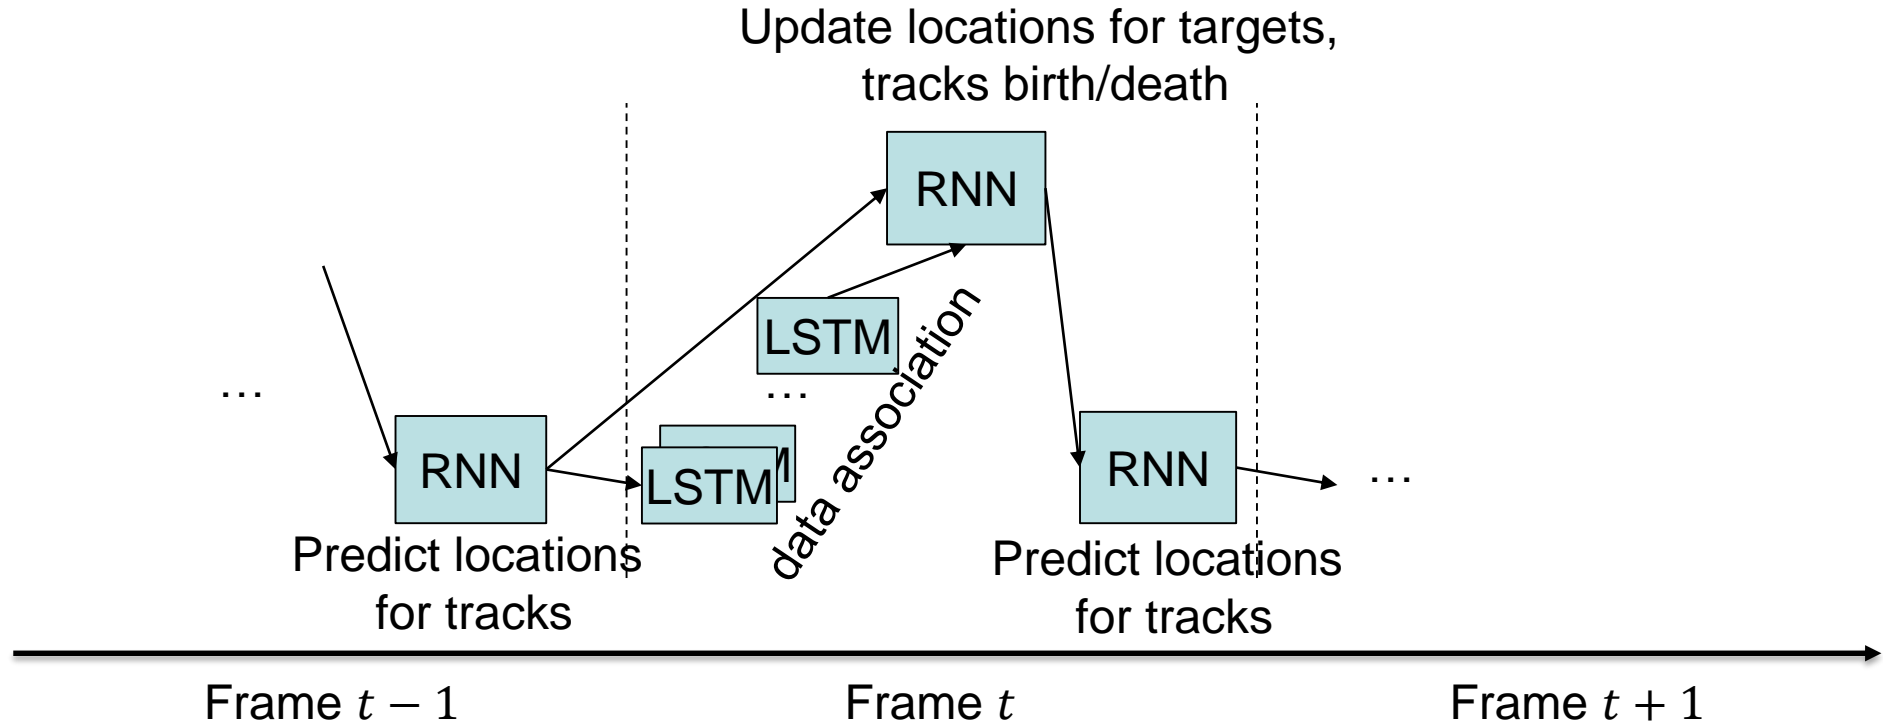 Update locations for targets,
tracks birth/death
RNN
LSTM
…
…
data association
RNN
LSTM
M
RNN
…
Predict locations
for tracks
Predict locations
for tracks
Frame t − 1
Frame t
Frame t + 1